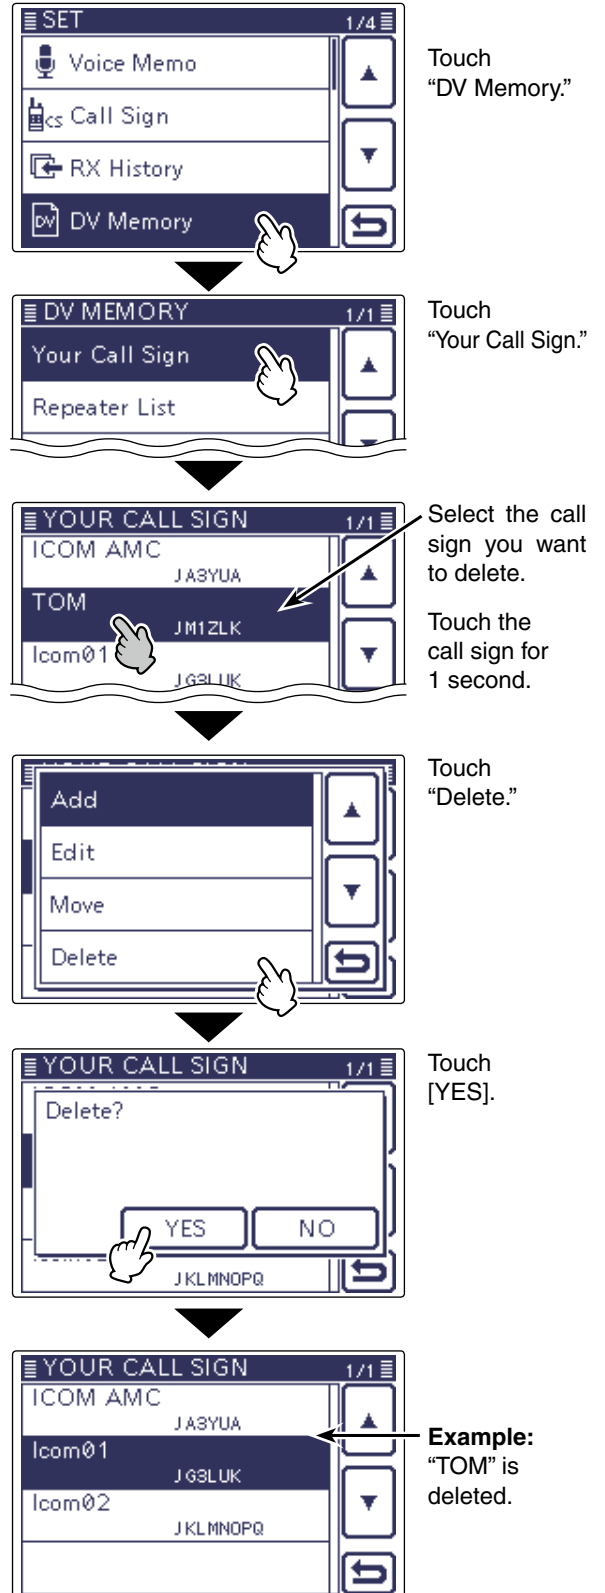 SET 1/4
Voice Memo
CS Call Sign
RX History
DV DV Memory
Touch
“DV Memory.”
DV MEMORY 1/1
Your Call Sign
Repeater List
Touch
“Your Call Sign.”
YOUR CALL SIGN 1/1
ICOM AMC
JA3YUA
TOM
JM1ZLK
Icom01
JG3LUK
Select the call
sign you want
to delete.
Touch the
call sign for
1 second.
Add
Edit
Move
Delete
Touch
“Delete.”
YOUR CALL SIGN 1/1
Delete?
YES NO
JKLMNOPQ
Touch
[YES].
YOUR CALL SIGN 1/1
ICOM AMC
JA3YUA
Icom01
JG3LUK
Icom02
JKLMNOPQ
Example:
“TOM” is
deleted.